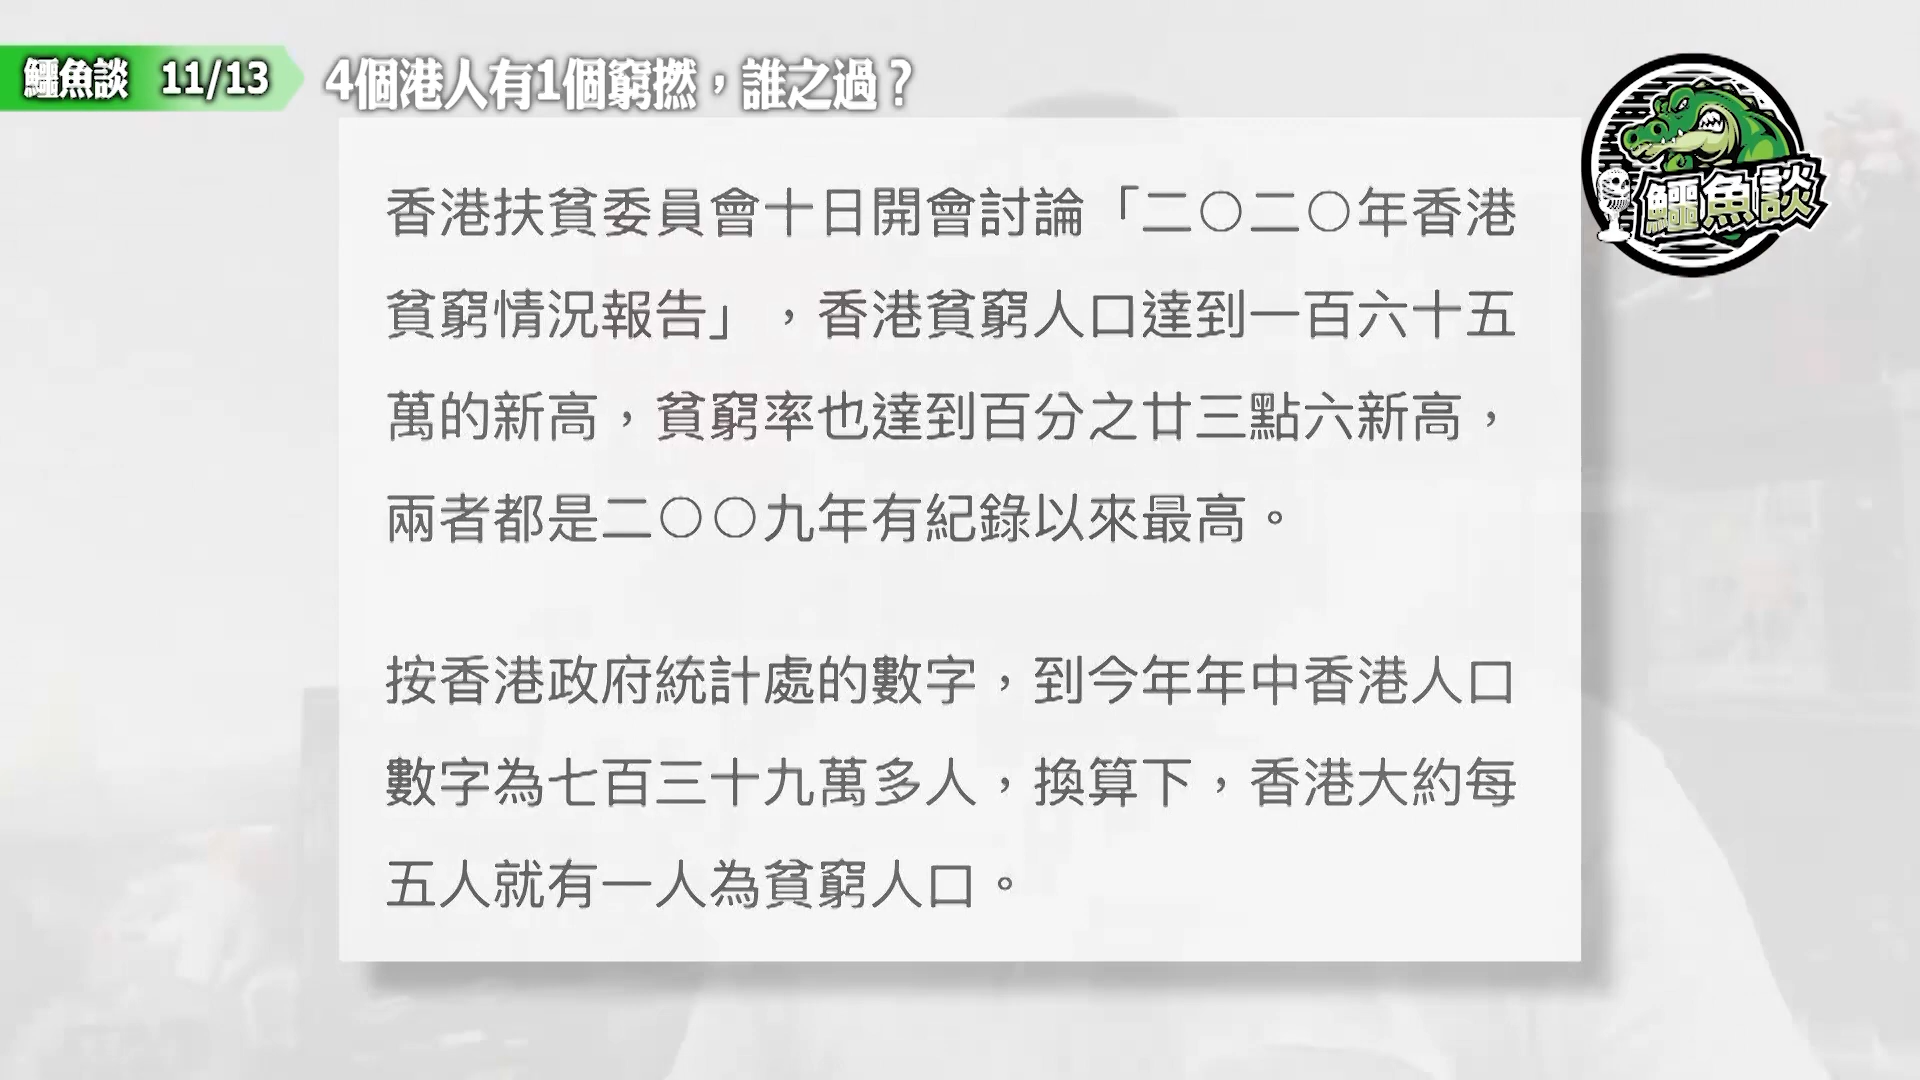 鱷魚談 11/13 4個港人有1個窮撚，誰之過？
鱷魚談
香港扶貧委員會十日開會討論「二〇二〇年香港
貧窮情況報告」，香港貧窮人口達到一百六十五
萬的新高，貧窮率也達到百分之廿三點六新高，
兩者都是二〇〇九年有紀錄以來最高。
按香港政府統計處的數字，到今年年中香港人口
數字為七百三十九萬多人，換算下，香港大約每
五人就有一人為貧窮人口。